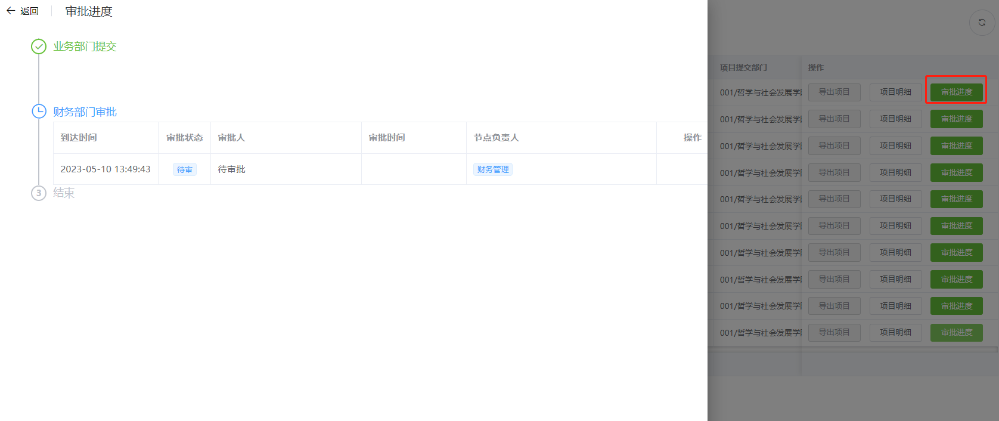 返回 审批进度
业务部门提交
财务部门审批
到达时间 审批状态 审批人 审批时间 节点负责人 操作
2023-05-10 13:49:43 待审 待审批 财务管理
3 结束
项目提交部门 操作
001/哲学与社会发展学 导出项目 项目明细 审批进度
001/哲学与社会发展学 导出项目 项目明细 审批进度
001/哲学与社会发展学 导出项目 项目明细 审批进度
001/哲学与社会发展学 导出项目 项目明细 审批进度
001/哲学与社会发展学 导出项目 项目明细 审批进度
001/哲学与社会发展学 导出项目 项目明细 审批进度
001/哲学与社会发展学 导出项目 项目明细 审批进度
001/哲学与社会发展学 导出项目 项目明细 审批进度
001/哲学与社会发展学 导出项目 项目明细 审批进度
001/哲学与社会发展学 导出项目 项目明细 审批进度